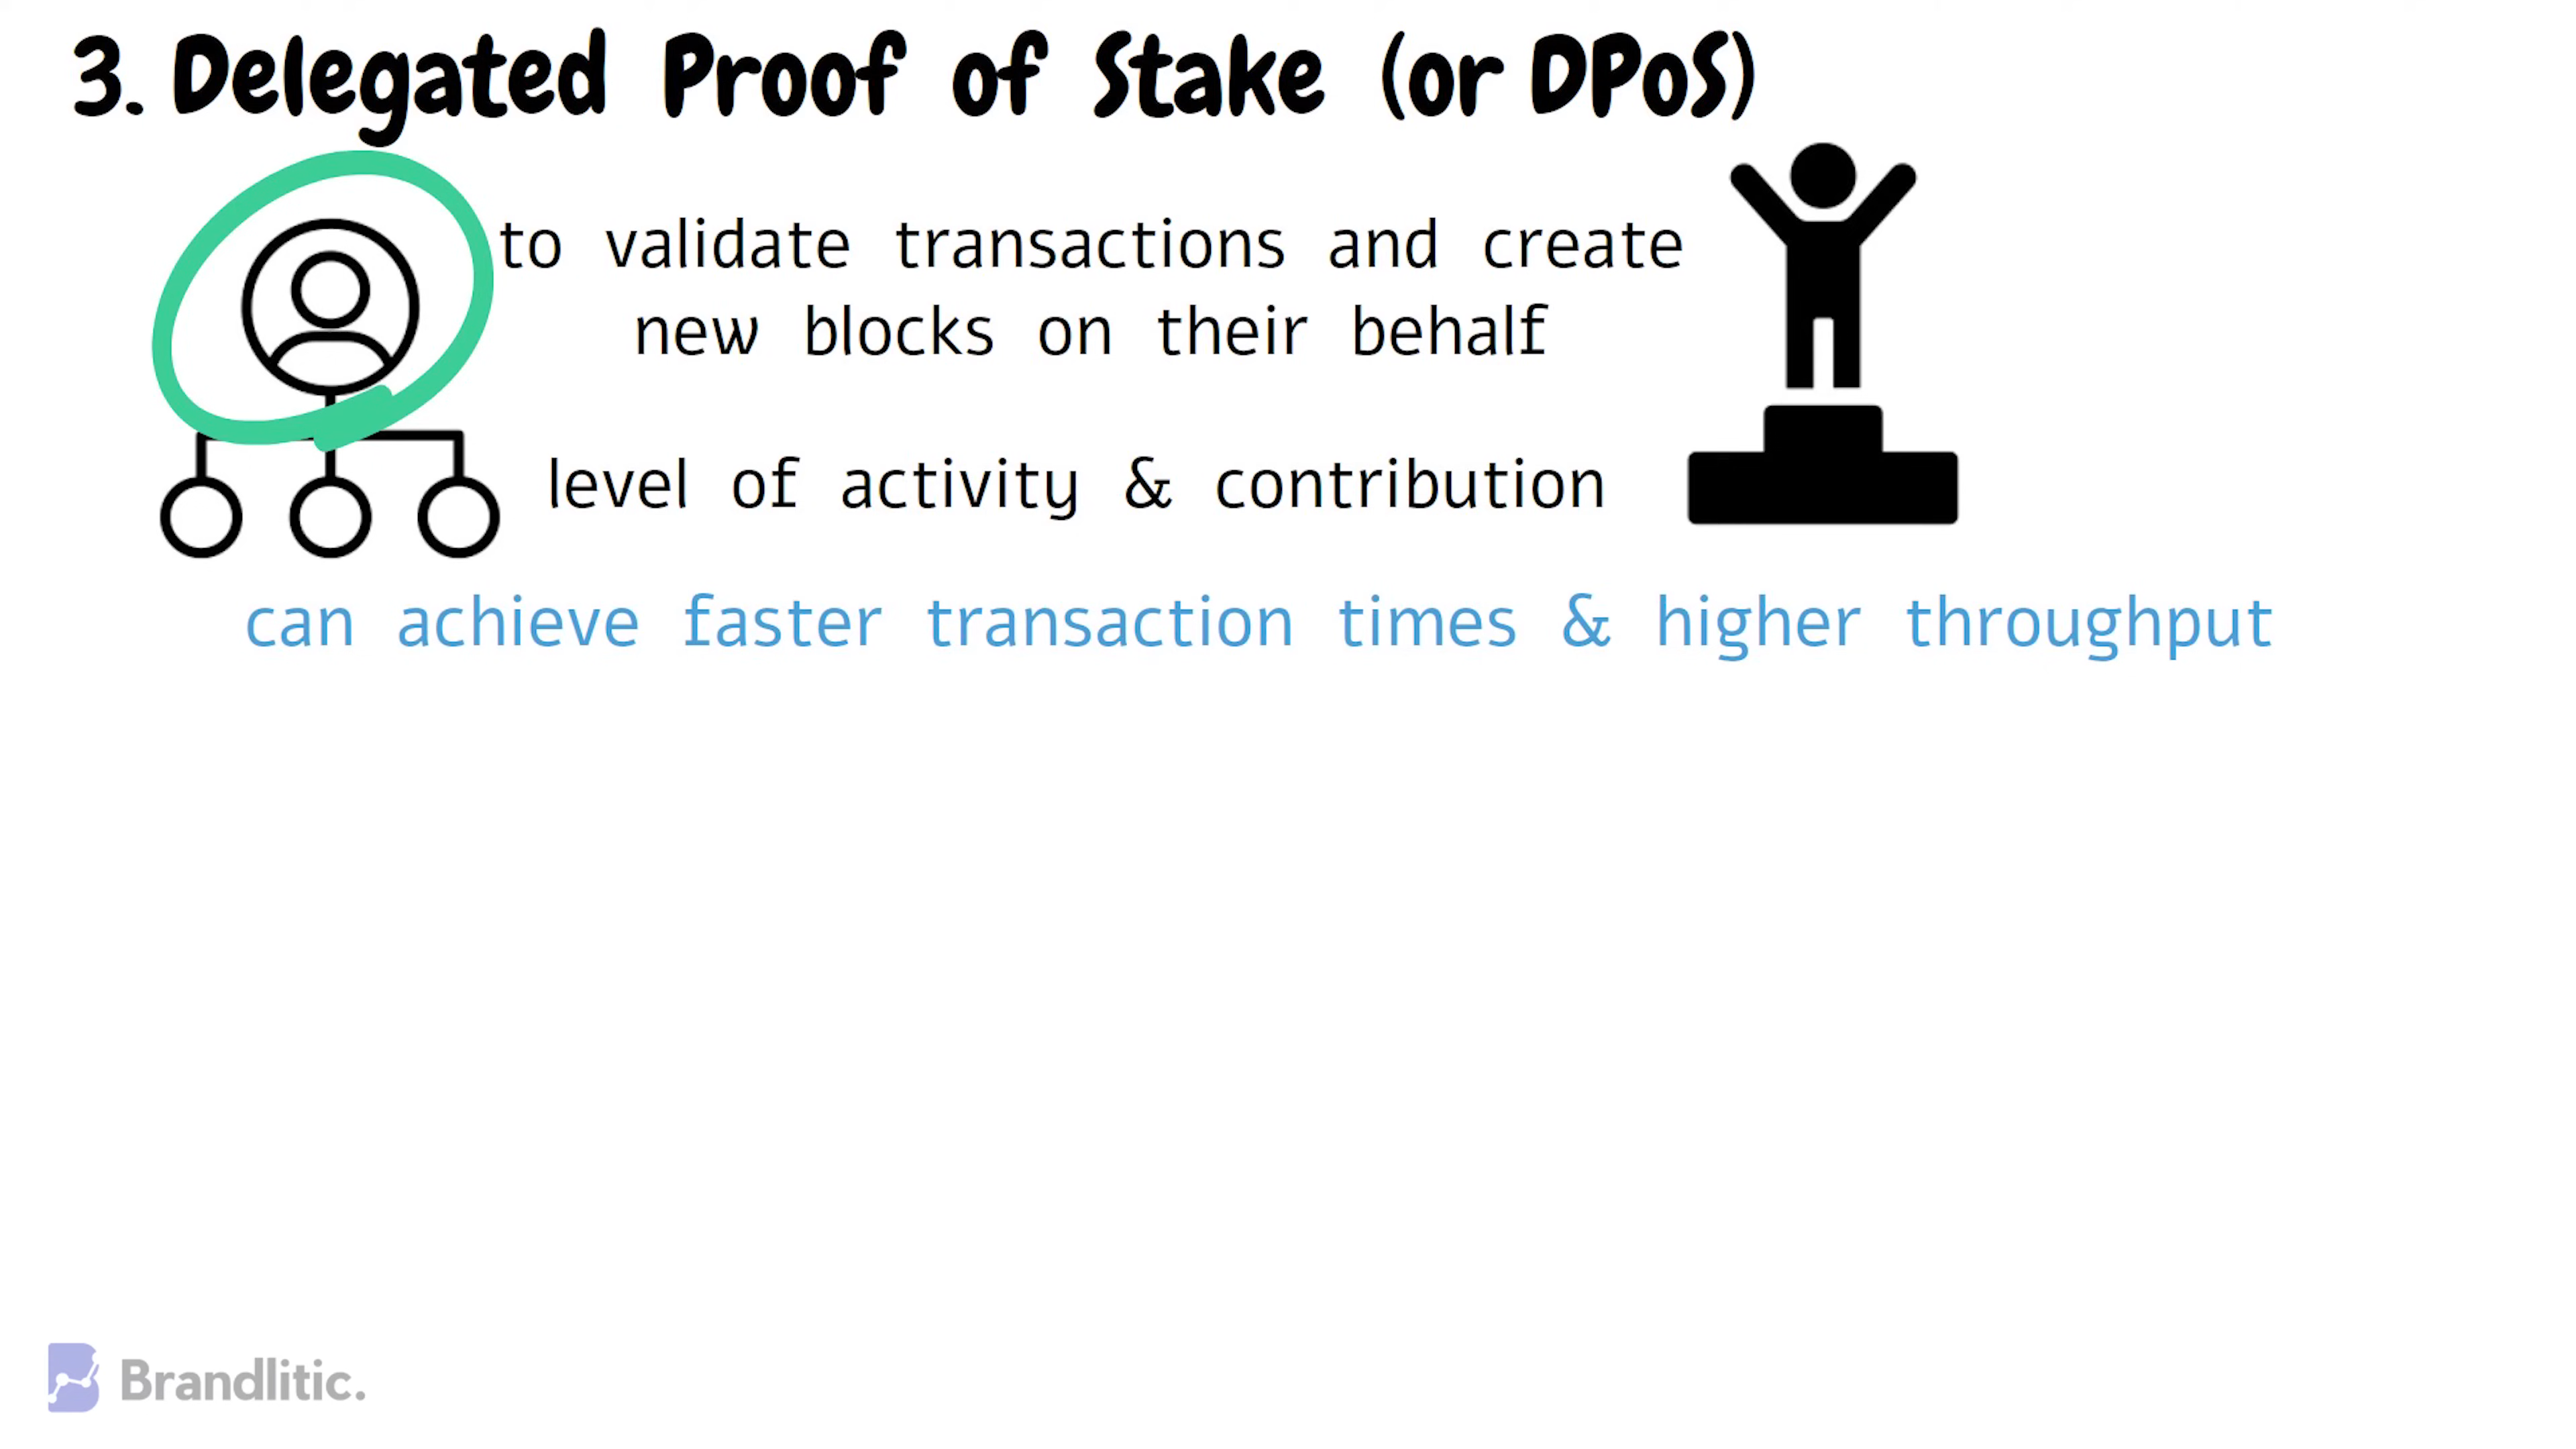 3. Delegated Proof of Stake (or DPoS)
to validate transactions and create
new blocks on their behalf
level of activity & contribution
can achieve faster transaction times & higher throughput
Brandlitic.